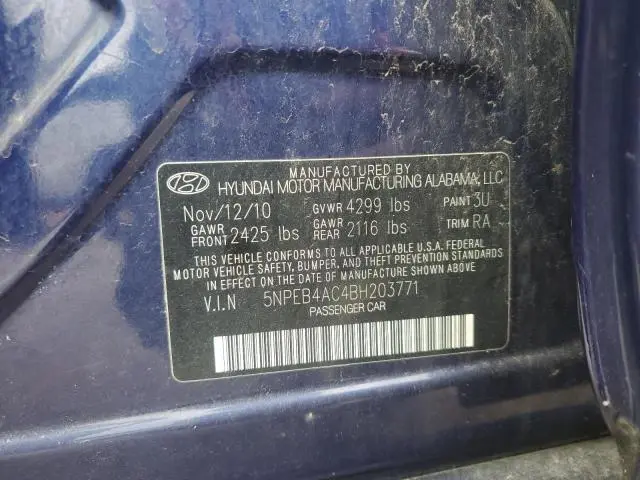 MANUFACTURED BY
HYUNDAI MOTOR MANUFACTURING ALABAMA, LLC
Nov/12/10 GVWR 4299 lbs PAINT 3U
GAWR FRONT 2425 lbs GAWR REAR 2116 lbs TRIM RA
THIS VEHICLE CONFORMS TO ALL APPLICABLE U.S.A. FEDERAL
MOTOR VEHICLE SAFETY, BUMPER, AND THEFT PREVENTION STANDARDS
IN EFFECT ON THE DATE OF MANUFACTURE SHOWN ABOVE.
V.I.N 5NPEB4AC4BH203771
PASSENGER CAR